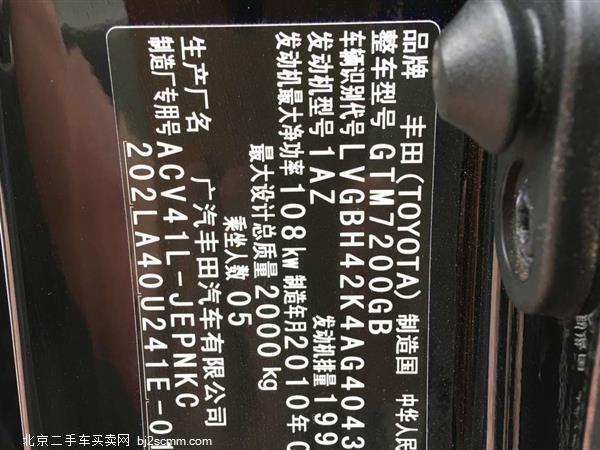 品牌 丰田(TOYOTA) 制造国 中华人民
整车型号 GTM7200GB
车辆识别代号 LVGBH42K4AG4043
发动机型号 1AZ 发动机排量 199
发动机最大净功率 108kw 制造年月 2010年0
最大设计总质量 2000kg
乘坐人数 05
生产厂名 广汽丰田汽车有限公司
制造厂专用号 ACV41L-JEPNKC
202LA40U241E-01
北京二手车买卖网 bj2scmm.com